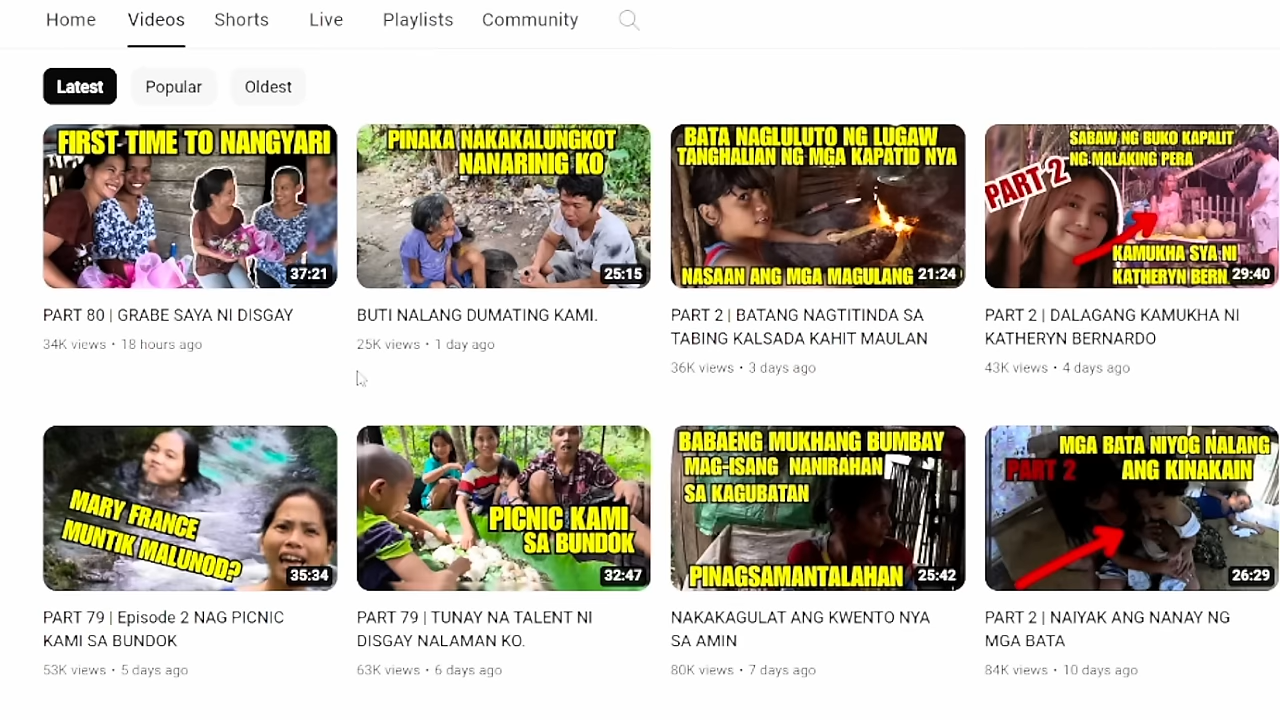 Home
Videos
Shorts
Live
Playlists
Community
Latest
Popular
Oldest
FIRST TIME TO NANGYARI
37:21
PINAKA NAKAKALUNGKOT
NANARINIG KO
25:15
BATA NAGLULUTO NG LUGAW
TANGHALIAN NG MGA KAPATID NYA
NASAAN ANG MGA MAGULANG
21:24
SABAW NG BUKO KAPALIT
NG MALAKING PERA
PART 2
KAMUKHA SYA NI
KATHERYN BERN
29:40
PART 80 | GRABE SAYA NI DISGAY
34K views • 18 hours ago
BUTI NALANG DUMATING KAMI.
25K views • 1 day ago
PART 2 | BATANG NAGTITINDA SA
TABING KALSADA KAHIT MAULAN
36K views • 3 days ago
PART 2 | DALAGANG KAMUKHA NI
KATHERYN BERNARDO
43K views • 4 days ago
MARY FRANCE
MUNTIK MALUNOD?
35:34
PICNIC KAMI
SA BUNDOK
32:47
BABAENG MUKHANG BUMBAY
MAG-ISANG NANIRAHAN
SA KAGUBATAN
PINAGSAMANTALAHAN
25:42
MGA BATA NIYOG NALANG
PART 2 ANG KINAKAIN
26:29
PART 79 | Episode 2 NAG PICNIC
KAMI SA BUNDOK
53K views • 5 days ago
PART 79 | TUNAY NA TALENT NI
DISGAY NALAMAN KO.
63K views • 6 days ago
NAKAKAGULAT ANG KWENTO NYA
SA AMIN
80K views • 7 days ago
PART 2 | NAIYAK ANG NANAY NG
MGA BATA
84K views • 10 days ago